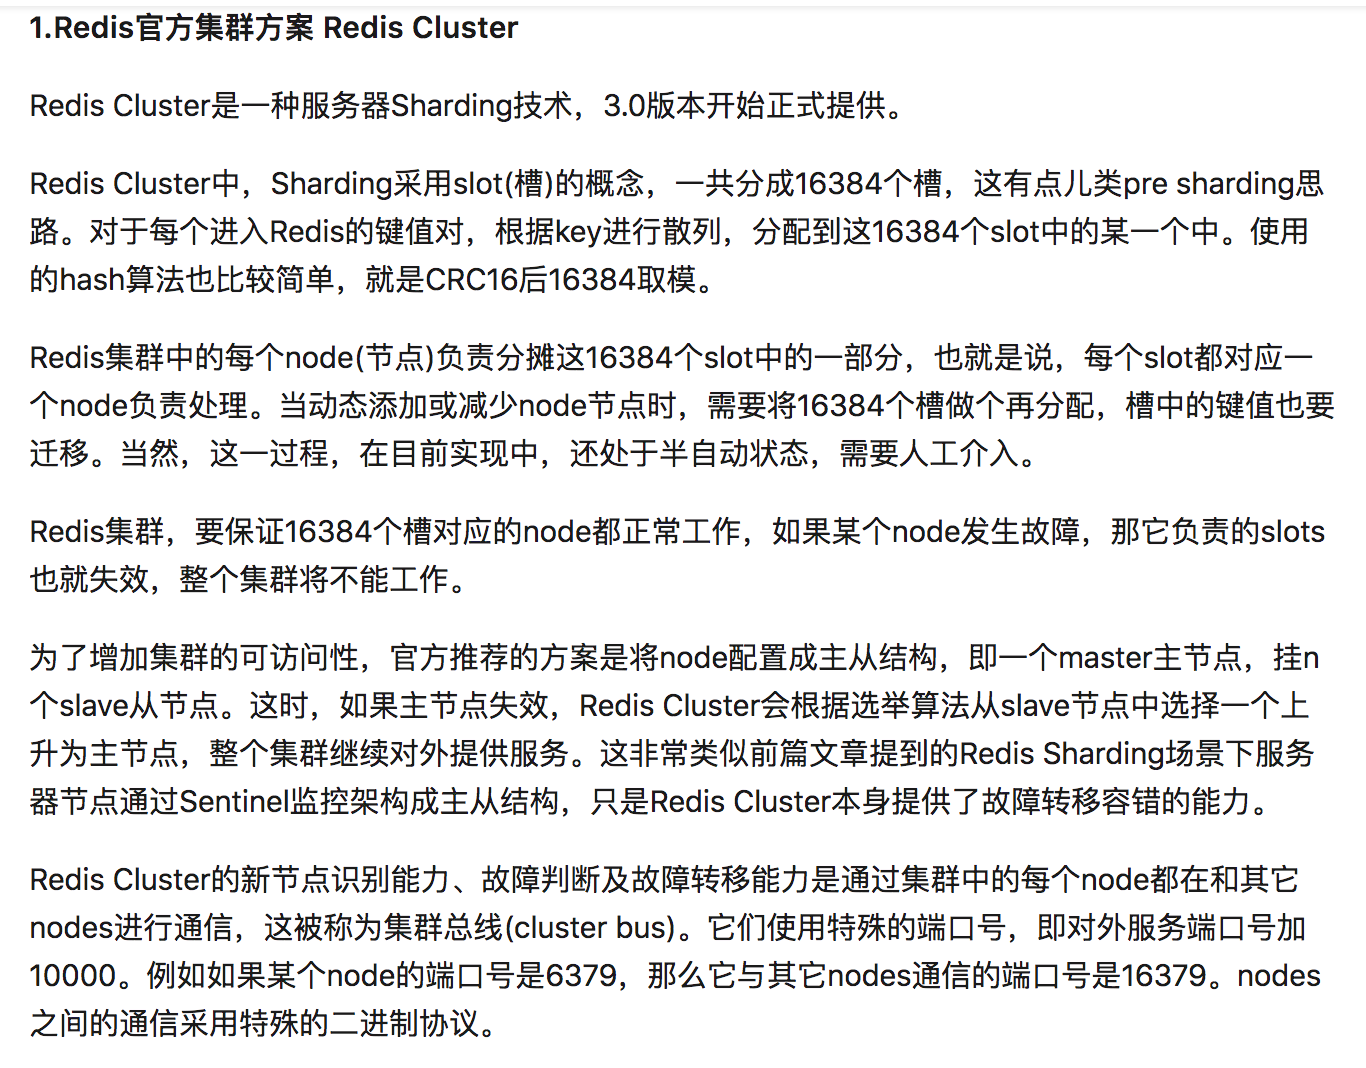 1.Redis官方集群方案 Redis Cluster
Redis Cluster是一种服务器Sharding技术，3.0版本开始正式提供。
Redis Cluster中，Sharding采用slot(槽)的概念，一共分成16384个槽，这有点儿类pre sharding思
路。对于每个进入Redis的键值对，根据key进行散列，分配到这16384个slot中的某一个中。使用
的hash算法也比较简单，就是CRC16后16384取模。
Redis集群中的每个node(节点)负责分摊这16384个slot中的一部分，也就是说，每个slot都对应一
个node负责处理。当动态添加或减少node节点时，需要将16384个槽做个再分配，槽中的键值也要
迁移。当然，这一过程，在目前实现中，还处于半自动状态，需要人工介入。
Redis集群，要保证16384个槽对应的node都正常工作，如果某个node发生故障，那它负责的slots
也就失效，整个集群将不能工作。
为了增加集群的可访问性，官方推荐的方案是将node配置成主从结构，即一个master主节点，挂n
个slave从节点。这时，如果主节点失效，Redis Cluster会根据选举算法从slave节点中选择一个上
升为主节点，整个集群继续对外提供服务。这非常类似前篇文章提到的Redis Sharding场景下服务
器节点通过Sentinel监控架构成主从结构，只是Redis Cluster本身提供了故障转移容错的能力。
Redis Cluster的新节点识别能力、故障判断及故障转移能力是通过集群中的每个node都在和其它
nodes进行通信，这被称为集群总线(cluster bus)。它们使用特殊的端口号，即对外服务端口号加
10000。例如如果某个node的端口号是6379，那么它与其它nodes通信的端口号是16379。nodes
之间的通信采用特殊的二进制协议。